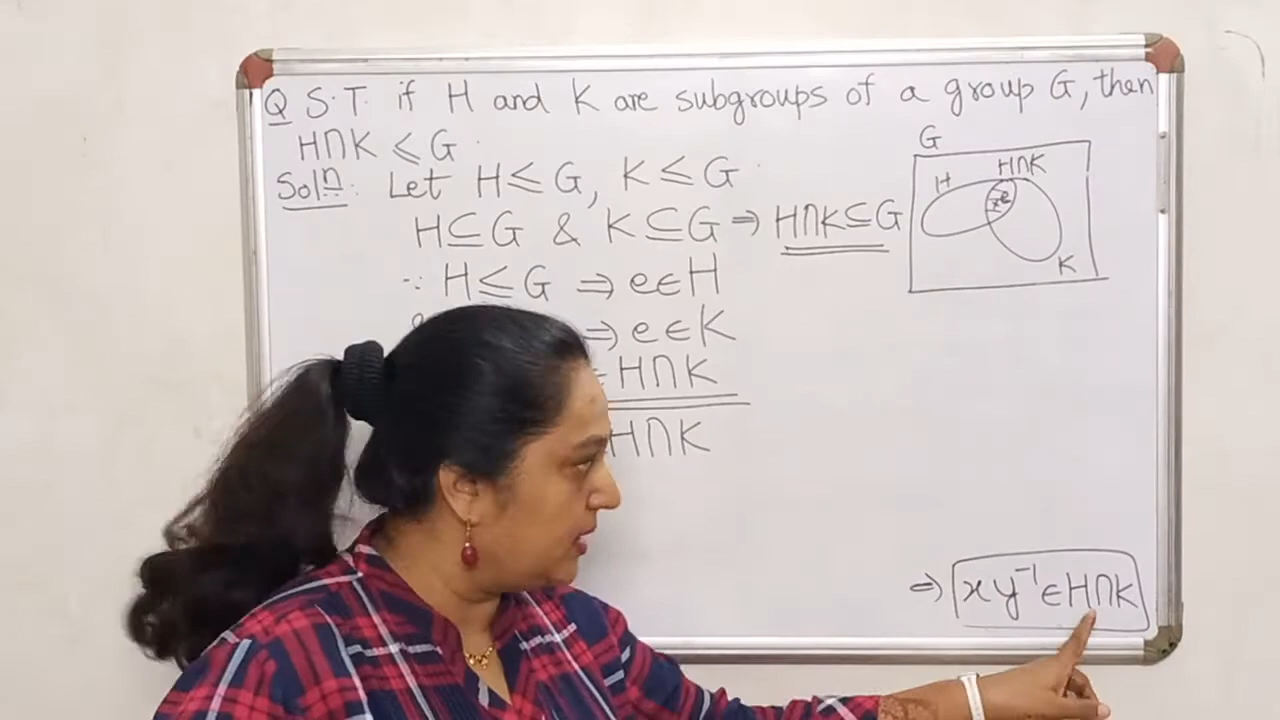 Q S.T. if H and K are subgroups of a group G, then
H∩K ≤ G.
Solⁿ: Let H ≤ G, K ≤ G
H ⊆ G & K ⊆ G ⇒ H∩K ⊆ G
∵ H ≤ G ⇒ e ∈ H
⇒ e ∈ K
H∩K
H∩K
G
H∩K
H
e
x
K
⇒ xy⁻¹ ∈ H∩K